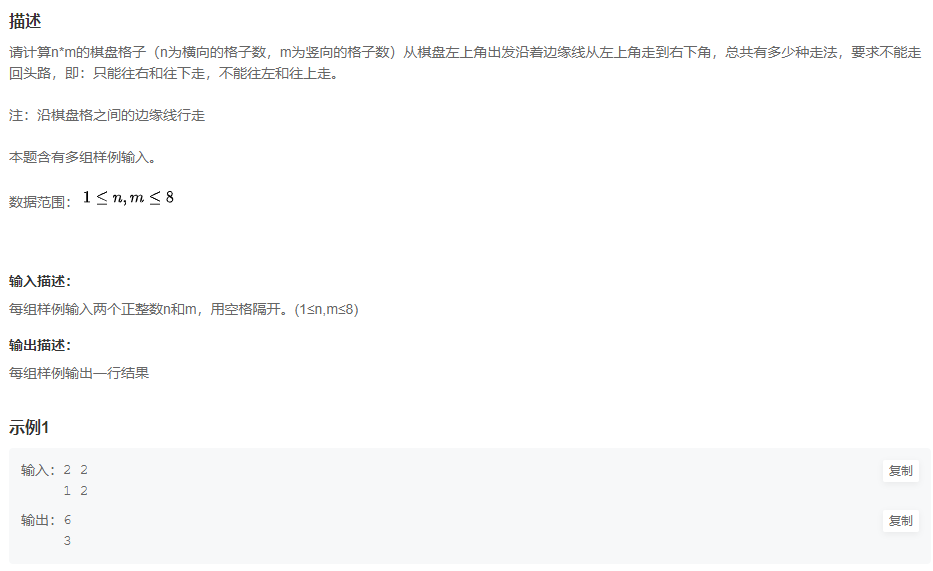 描述
请计算n*m的棋盘格子（n为横向的格子数，m为竖向的格子数）从棋盘左上角出发沿着边缘线从左上角走到右下角，总共有多少种走法，要求不能走
回头路，即：只能往右和往下走，不能往左和往上走。
注：沿棋盘格之间的边缘线行走
本题含有多组样例输入。
数据范围： 1 ≤ n, m ≤ 8
输入描述：
每组样例输入两个正整数n和m，用空格隔开。(1≤n,m≤8)
输出描述：
每组样例输出一行结果
示例1
输入：2 2 复制
1 2
输出：6 复制
3